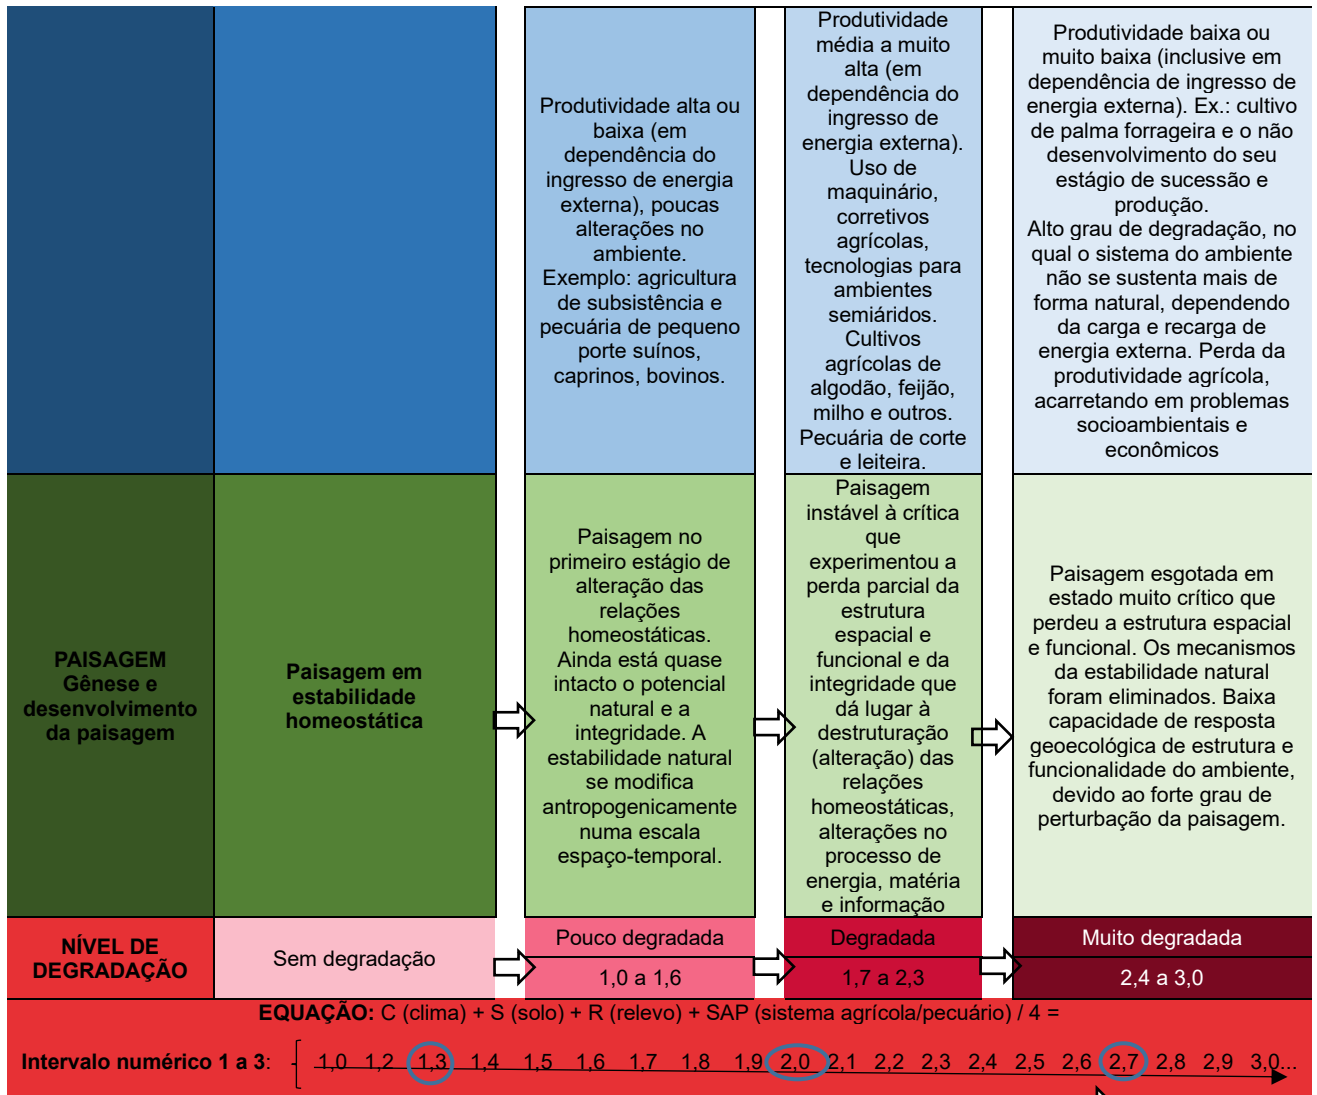 Produtividade alta ou
baixa (em
dependência do
ingresso de energia
externa), poucas
alterações no
ambiente.
Exemplo: agricultura
de subsistência e
pecuária de pequeno
porte suínos,
caprinos, bovinos.
Produtividade
média a muito
alta (em
dependência do
ingresso de
energia externa).
Uso de
maquinário,
corretivos
agrícolas,
tecnologias para
ambientes
semiáridos.
Cultivos
agrícolas de
algodão, feijão,
milho e outros.
Pecuária de corte
e leiteira.
Produtividade baixa ou
muito baixa (inclusive em
dependência de ingresso de
energia externa). Ex.: cultivo
de palma forrageira e o não
desenvolvimento do seu
estágio de sucessão e
produção.
Alto grau de degradação, no
qual o sistema do ambiente
não se sustenta mais de
forma natural, dependendo
da carga e recarga de
energia externa. Perda da
produtividade agrícola,
acarretando em problemas
socioambientais e
econômicos
PAISAGEM
Gênese e
desenvolvimento
da paisagem
Paisagem em
estabilidade
homeostática
Paisagem no
primeiro estágio de
alteração das
relações
homeostáticas.
Ainda está quase
intacto o potencial
natural e a
integridade. A
estabilidade natural
se modifica
antropogenicamente
numa escala
espaço-temporal.
Paisagem
instável à crítica
que
experimentou a
perda parcial da
estrutura
espacial e
funcional e da
integridade que
dá lugar à
destruturação
(alteração) das
relações
homeostáticas,
alterações no
processo de
energia, matéria
e informação
Paisagem esgotada em
estado muito crítico que
perdeu a estrutura espacial
e funcional. Os mecanismos
da estabilidade natural
foram eliminados. Baixa
capacidade de resposta
geoecológica de estrutura e
funcionalidade do ambiente,
devido ao forte grau de
perturbação da paisagem.
NÍVEL DE
DEGRADAÇÃO
Sem degradação
Pouco degradada
1,0 a 1,6
Degradada
1,7 a 2,3
Muito degradada
2,4 a 3,0
EQUAÇÃO: C (clima) + S (solo) + R (relevo) + SAP (sistema agrícola/pecuário) / 4 =
Intervalo numérico 1 a 3: 1,0 1,2 1,3 1,4 1,5 1,6 1,7 1,8 1,9 2,0 2,1 2,2 2,3 2,4 2,5 2,6 2,7 2,8 2,9 3,0...